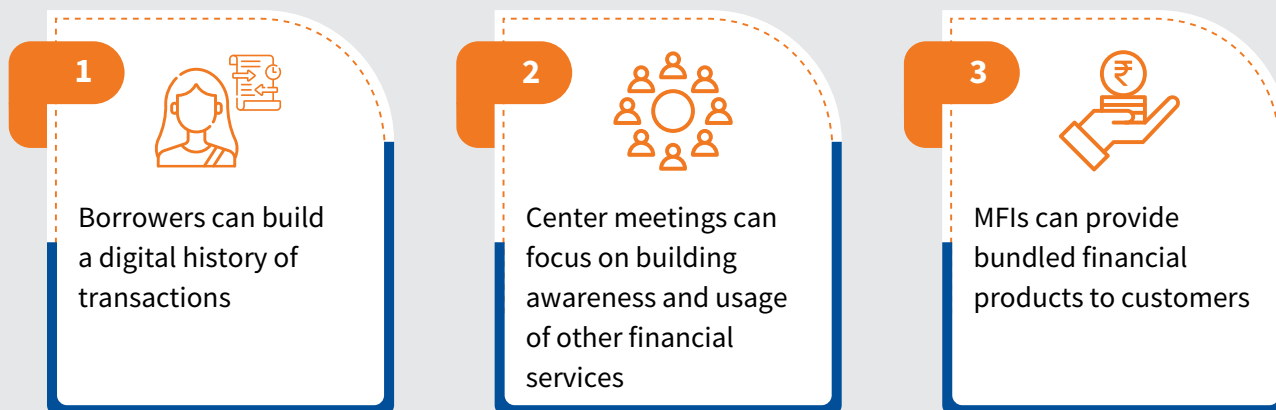 1
Borrowers can build
a digital history of
transactions
2
Center meetings can
focus on building
awareness and usage
of other financial
services
3
₹
MFIs can provide
bundled financial
products to customers